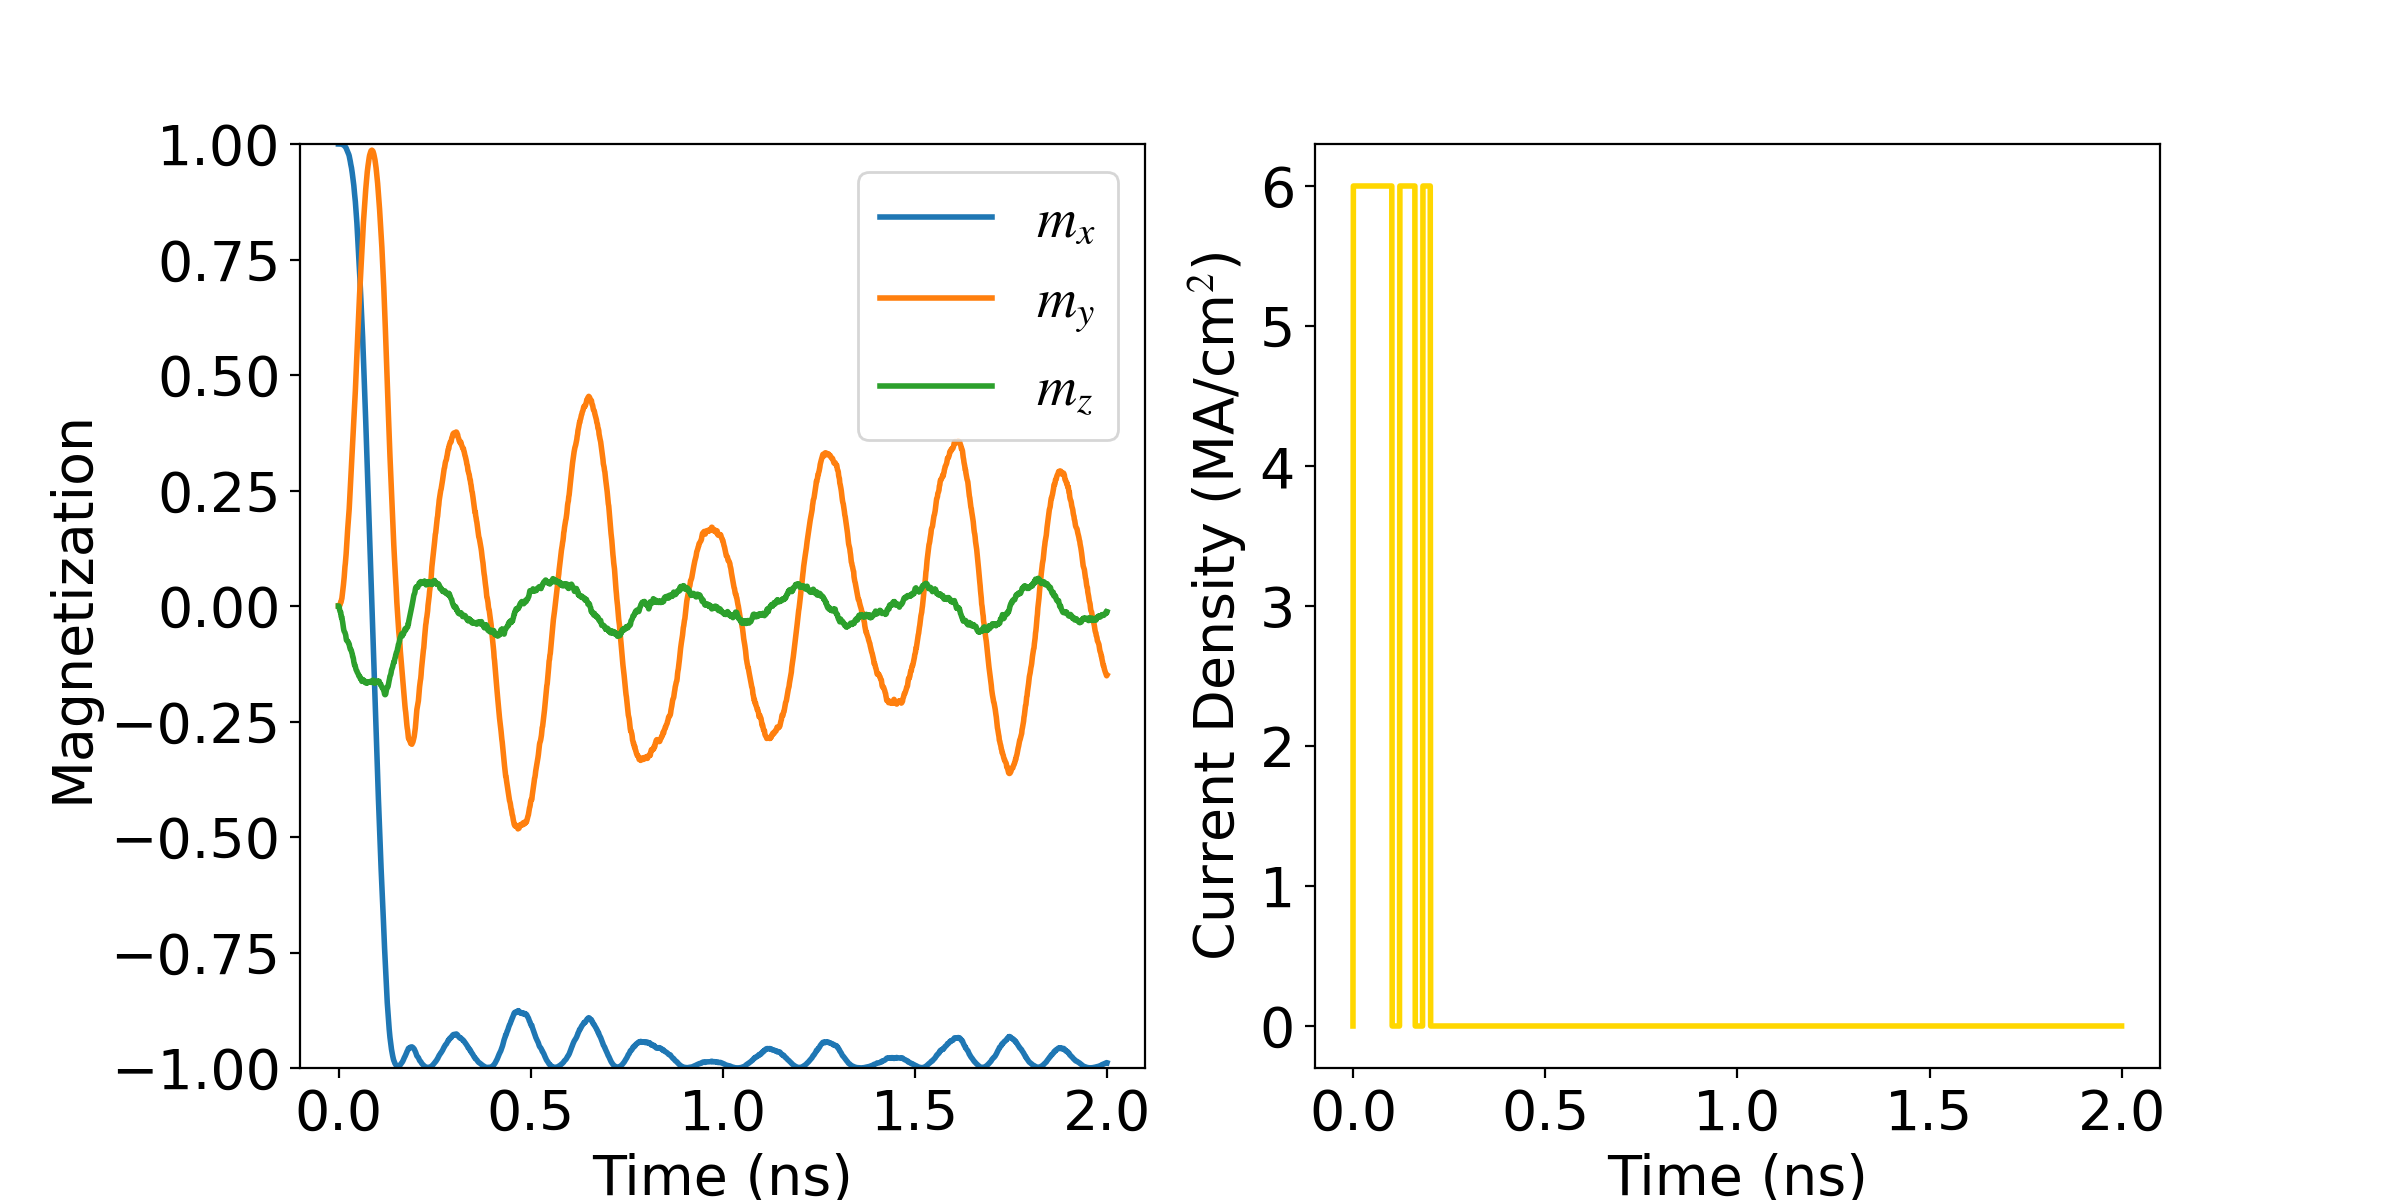 Magnetization
1.00
0.75
0.50
0.25
0.00
−0.25
−0.50
−0.75
−1.00
0.0 0.5 1.0 1.5 2.0
Time (ns)
mₓ
m_y
m_z
Current Density (MA/cm²)
6
5
4
3
2
1
0
0.0 0.5 1.0 1.5 2.0
Time (ns)